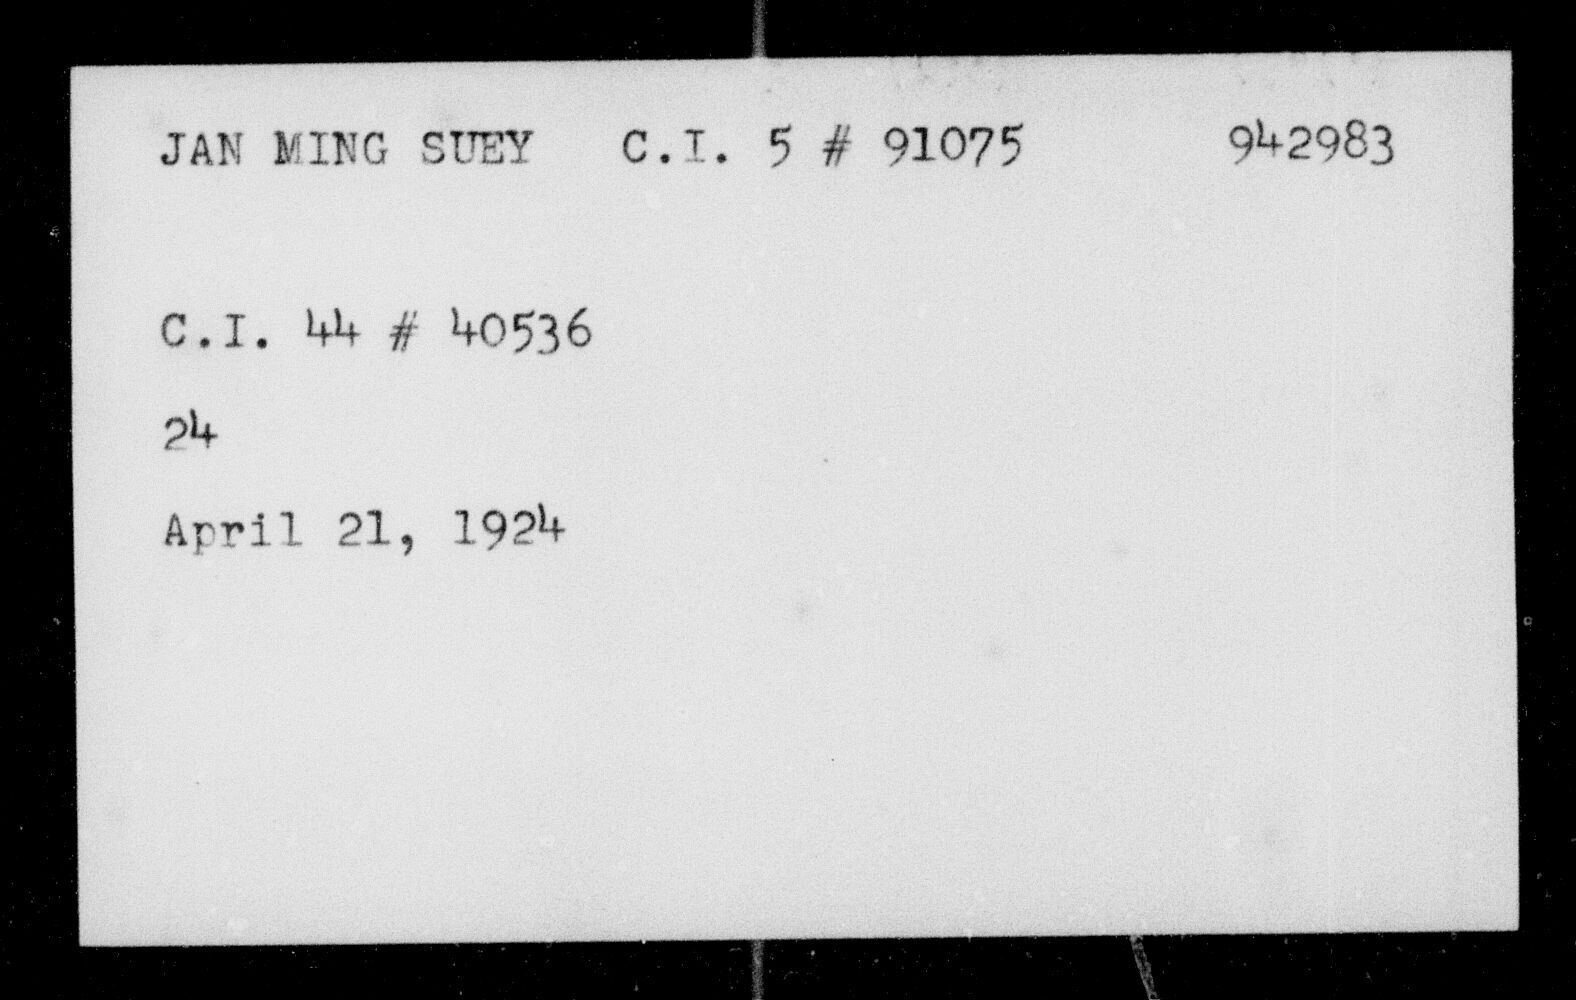 JAN MING SUEY C.I. 5 # 91075 942983
C.I. 44 # 40536
24
April 21, 1924